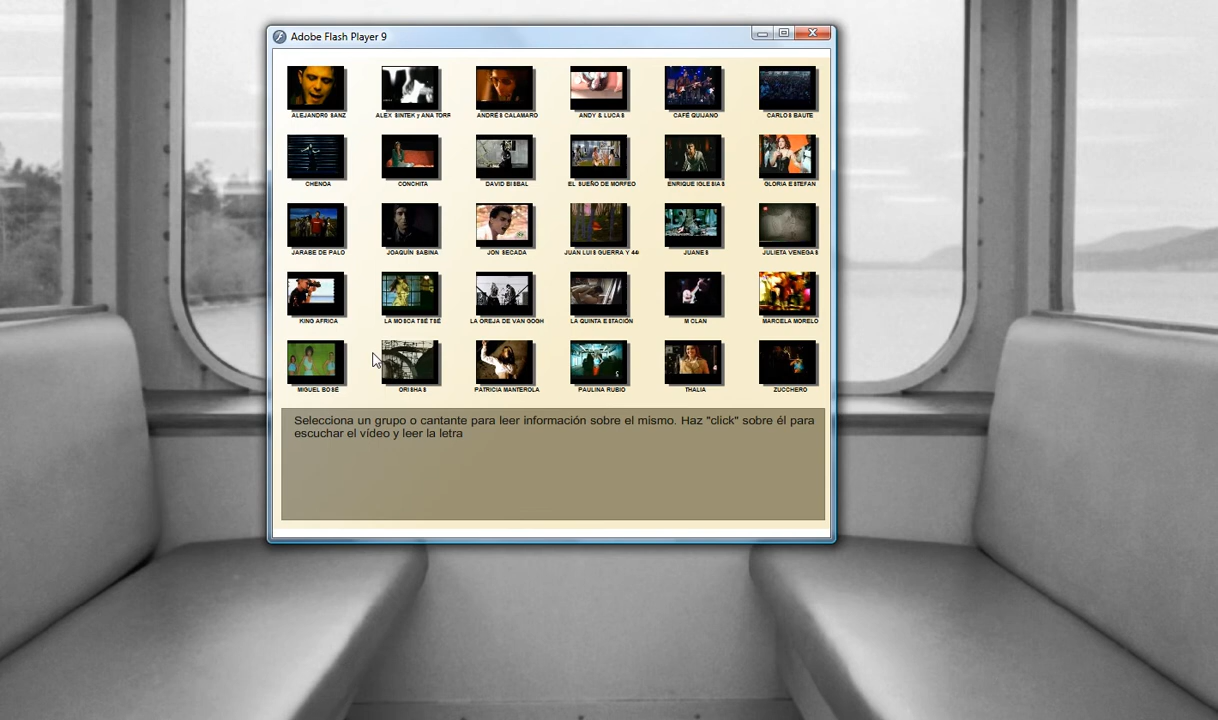 Adobe Flash Player 9
ALEJANDRO SANZ
ALEX SINTEK y ANA TORR
ANDRÉS CALAMARO
ANDY & LUCAS
CAFÉ QUIJANO
CARLOS BAUTE
CHENOA
CONCHITA
DAVID BISBAL
EL SUEÑO DE MORFEO
ENRIQUE IGLESIAS
GLORIA ESTEFAN
JARABE DE PALO
JOAQUÍN SABINA
JON SECADA
JUAN LUIS GUERRA Y 44
JUANES
JULIETA VENEGAS
KING AFRICA
LA MOSCA TSÉ TSÉ
LA OREJA DE VAN GOGH
LA QUINTA ESTACIÓN
M CLAN
MARCELA MORELO
MIGUEL BOSÉ
ORISHAS
PATRICIA MANTEROLA
PAULINA RUBIO
THALIA
ZUCCHERO
Selecciona un grupo o cantante para leer información sobre el mismo. Haz "click" sobre él para
escuchar el vídeo y leer la letra